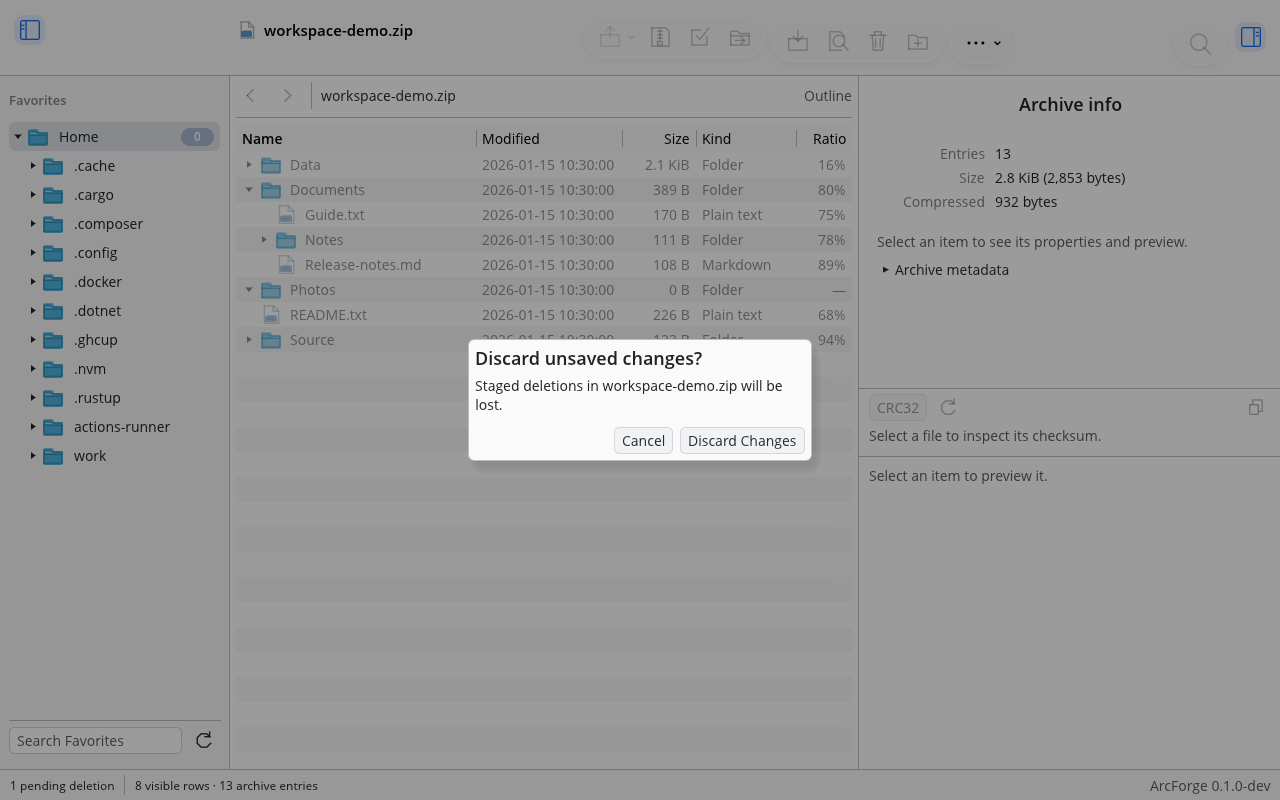 workspace-demo.zip
Favorites
Home 0
.cache
.cargo
.composer
.config
.docker
.dotnet
.ghcup
.nvm
.rustup
actions-runner
work
Search Favorites
workspace-demo.zip Outline
Name Modified Size Kind Ratio
Data 2026-01-15 10:30:00 2.1 KiB Folder 16%
Documents 2026-01-15 10:30:00 389 B Folder 80%
Guide.txt 2026-01-15 10:30:00 170 B Plain text 75%
Notes 2026-01-15 10:30:00 111 B Folder 78%
Release-notes.md 2026-01-15 10:30:00 108 B Markdown 89%
Photos 2026-01-15 10:30:00 0 B Folder —
README.txt 2026-01-15 10:30:00 226 B Plain text 68%
Source 2026-01-15 10:30:00 123 B Folder 94%
Discard unsaved changes?
Staged deletions in workspace-demo.zip will be
lost.
Cancel Discard Changes
Archive info
Entries 13
Size 2.8 KiB (2,853 bytes)
Compressed 932 bytes
Select an item to see its properties and preview.
Archive metadata
CRC32
Select a file to inspect its checksum.
Select an item to preview it.
1 pending deletion 8 visible rows · 13 archive entries ArcForge 0.1.0-dev